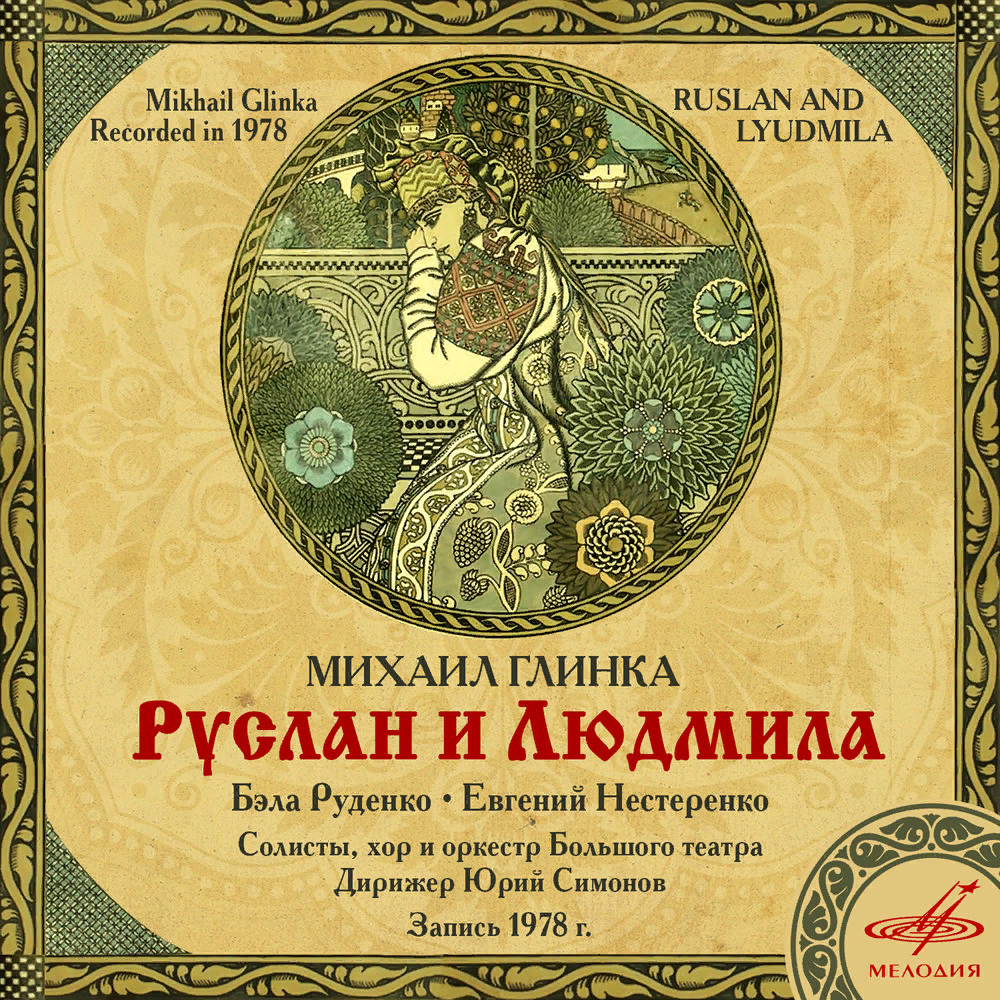 Mikhail Glinka
Recorded in 1978
RUSLAN AND
LYUDMILA
МИХАИЛ ГЛИНКА
Руслан и Людмила
Бэла Руденко • Евгений Нестеренко
Солисты, хор и оркестр Большого театра
Дирижер Юрий Симонов
Запись 1978 г.
МЕЛОДИЯ